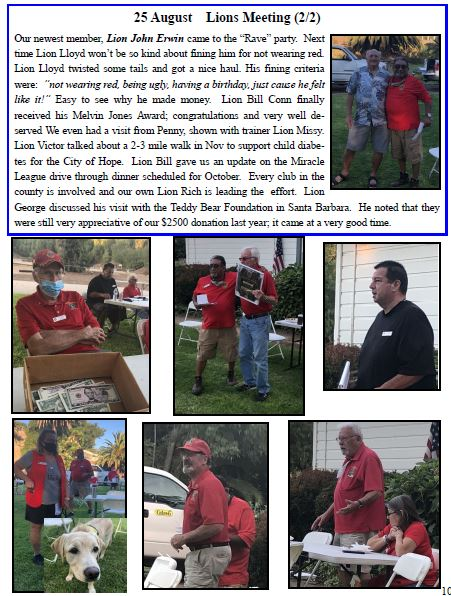 25 August Lions Meeting (2/2)
Our newest member, Lion John Erwin came to the “Rave” party. Next
time Lion Lloyd won’t be so kind about fining him for not wearing red.
Lion Lloyd twisted some tails and got a nice haul. His fining criteria
were: “not wearing red, being ugly, having a birthday, just cause he felt
like it!” Easy to see why he made money. Lion Bill Conn finally
received his Melvin Jones Award; congratulations and very well de-
served We even had a visit from Penny, shown with trainer Lion Missy.
Lion Victor talked about a 2-3 mile walk in Nov to support child diabe-
tes for the City of Hope. Lion Bill gave us an update on the Miracle
League drive through dinner scheduled for October. Every club in the
county is involved and our own Lion Rich is leading the effort. Lion
George discussed his visit with the Teddy Bear Foundation in Santa Barbara. He noted that they
were still very appreciative of our $2500 donation last year; it came at a very good time.
10